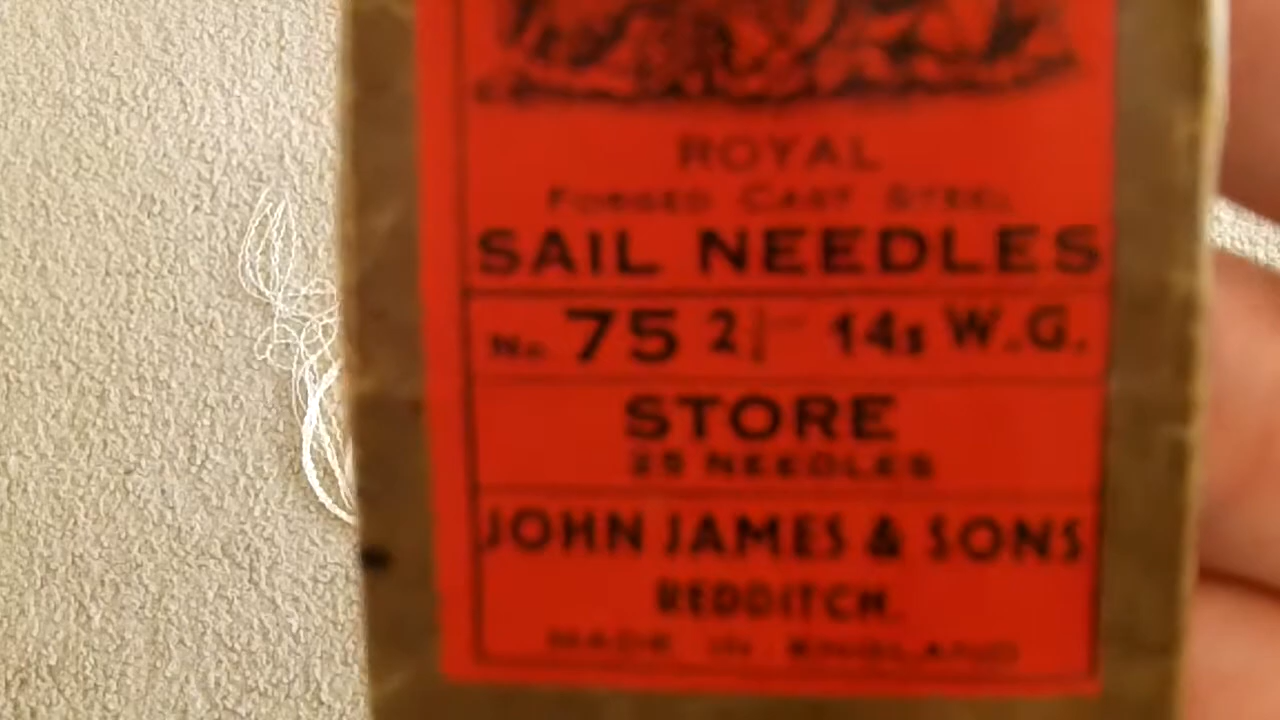 ROYAL
FORGED CAST STEEL
SAIL NEEDLES
No. 75 2 14s W.G.
STORE
25 NEEDLES
JOHN JAMES & SONS
REDDITCH.
MADE IN ENGLAND